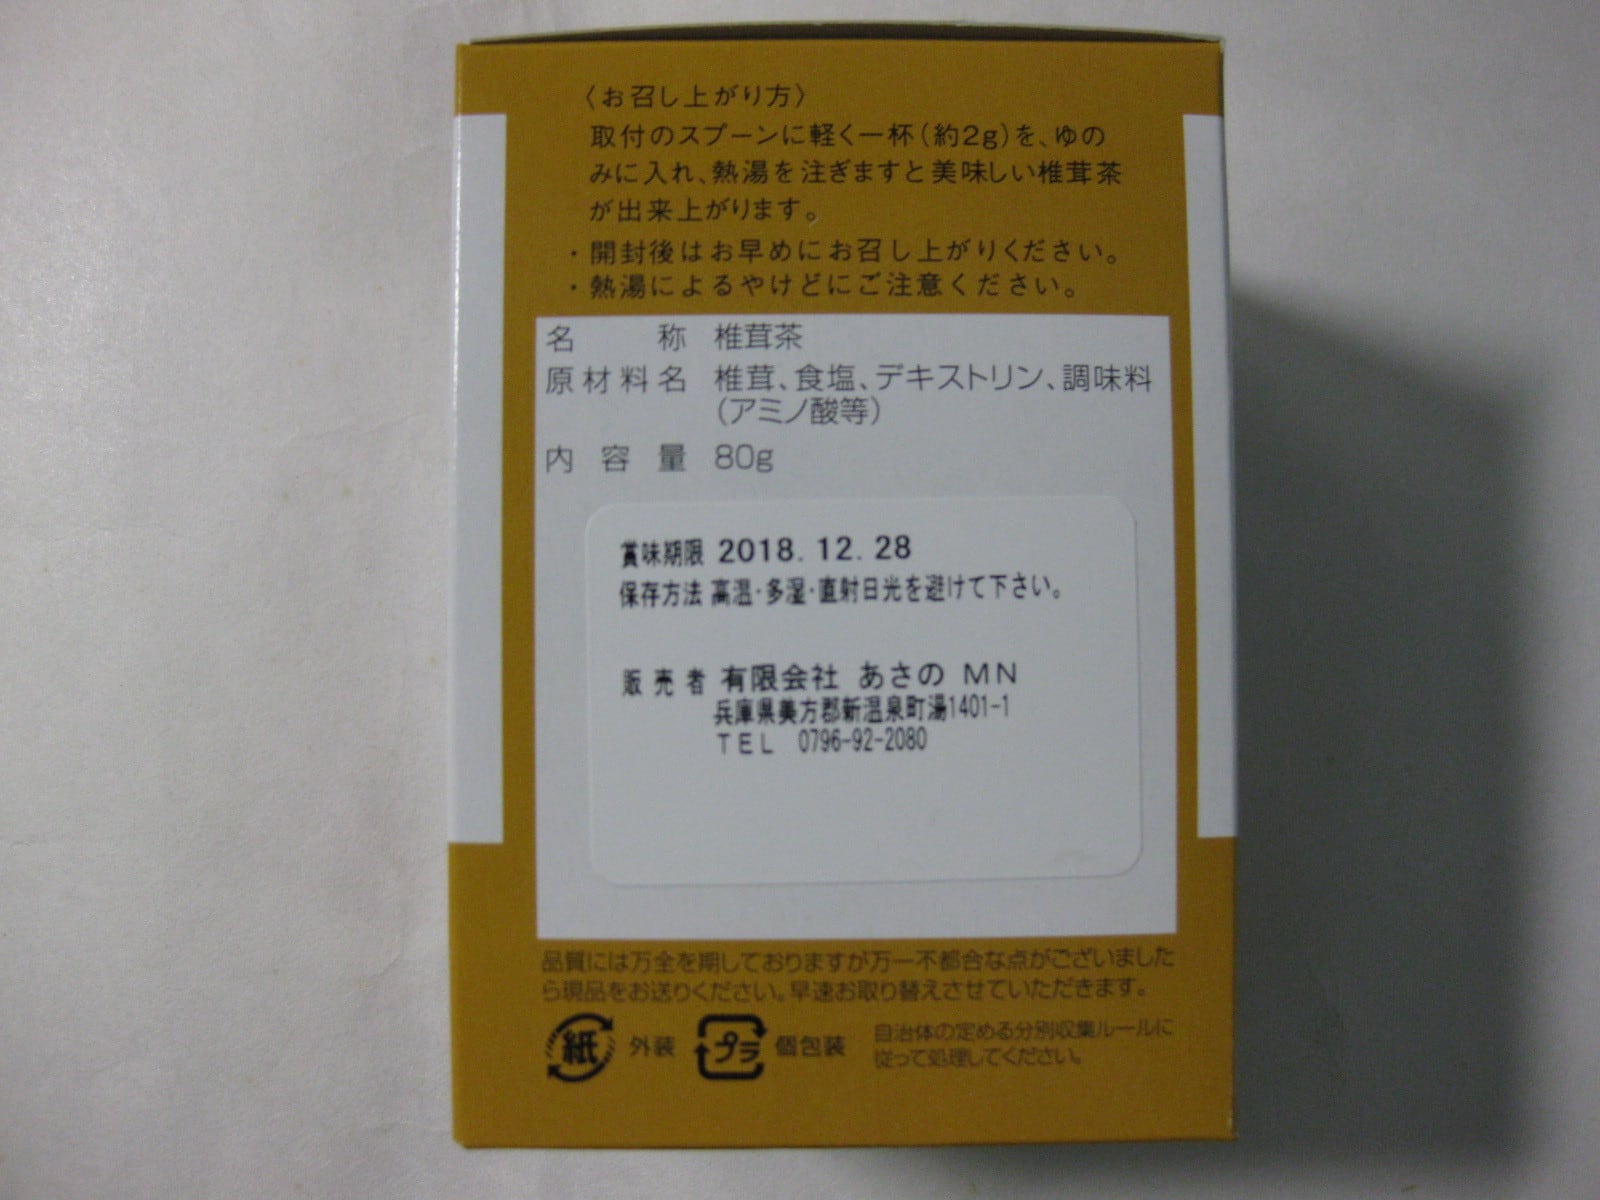 〈お召し上がり方〉
取付のスプーンに軽く一杯(約2g)を、ゆの
みに入れ、熱湯を注ぎますと美味しい椎茸茶
が出来上がります。
・開封後はお早めにお召し上がりください。
・熱湯によるやけどにご注意ください。
名称 椎茸茶
原材料名 椎茸、食塩、デキストリン、調味料
(アミノ酸等)
内容量 80g
賞味期限 2018.12.28
保存方法 高温・多湿・直射日光を避けて下さい。
販売者 有限会社 あさの MN
兵庫県美方郡新温泉町湯1401-1
TEL 0796-92-2080
品質には万全を期しておりますが万一不都合な点がございました
ら現品をお送りください。早速お取り替えさせていただきます。
紙 外装 プラ 個包装 自治体の定める分別収集ルールに
従って処理してください。